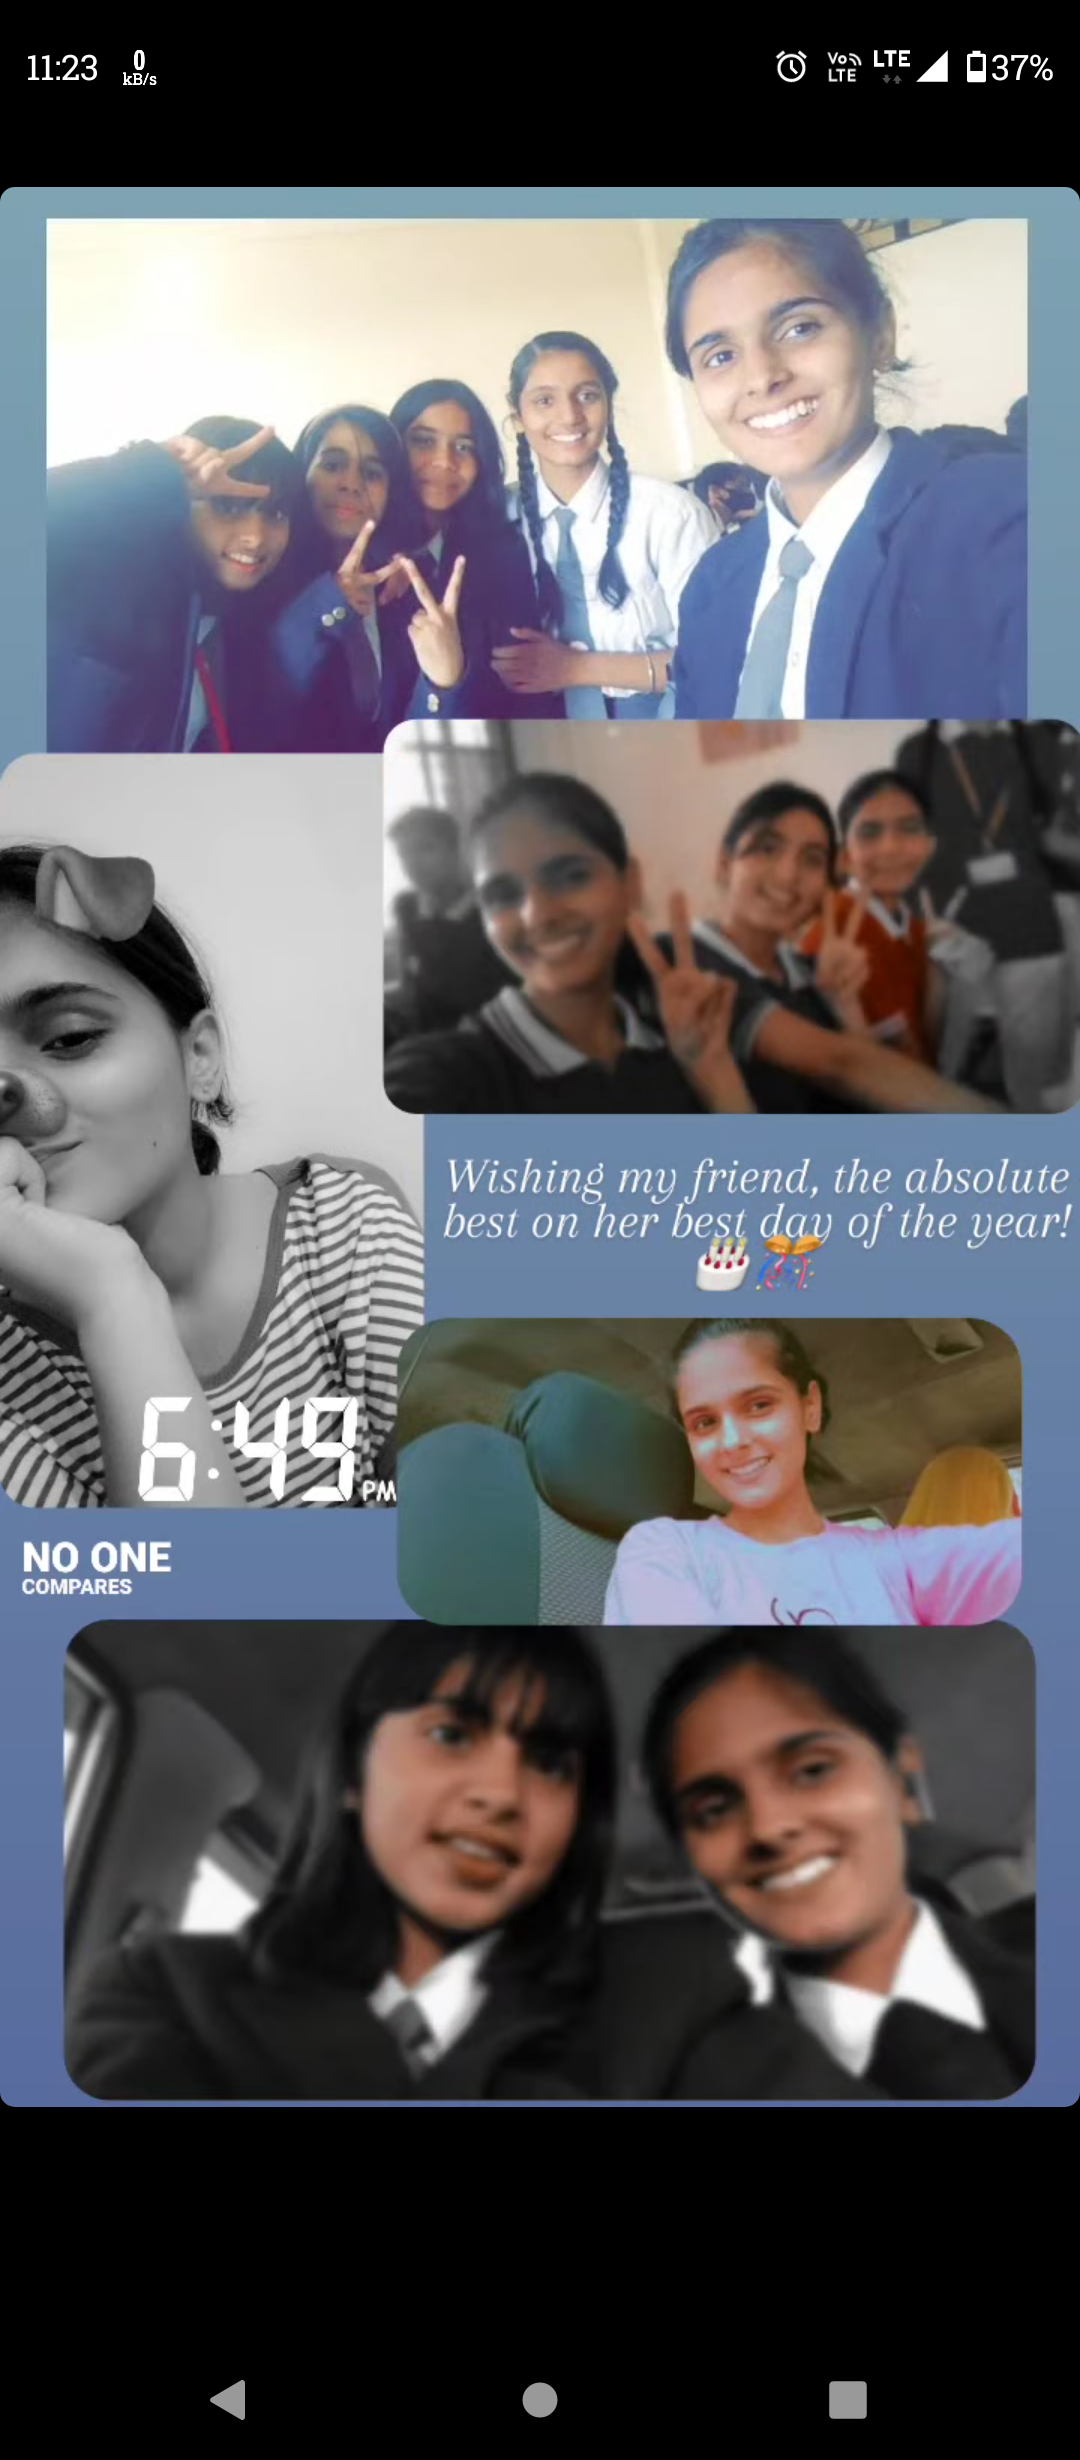 11:23
0
kB/s
Vo
LTE
LTE
37%
Wishing my friend, the absolute
best on her best day of the year!
6:49
PM
NO ONE
COMPARES